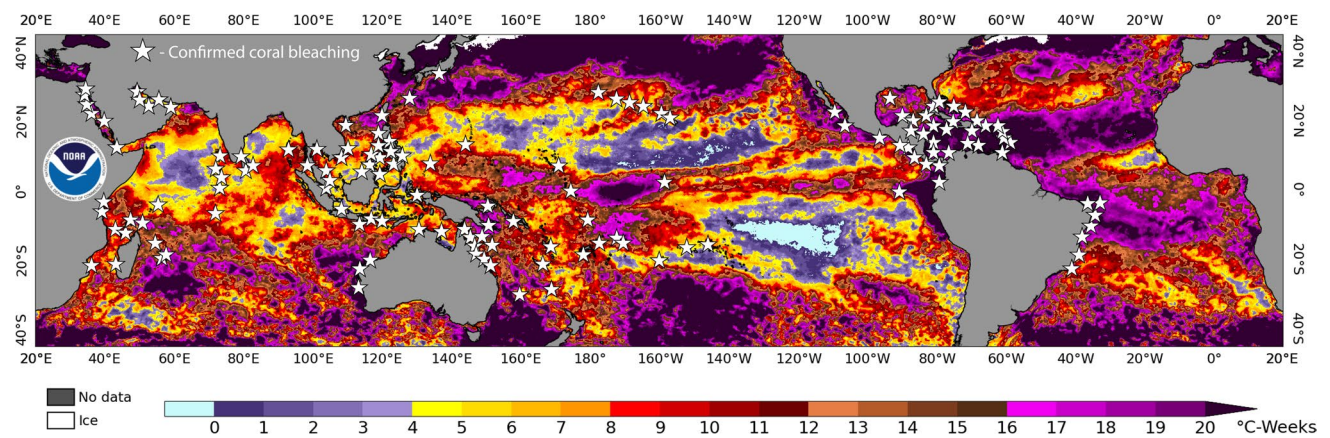 20°E 40°E 60°E 80°E 100°E 120°E 140°E 160°E 180° 160°W 140°W 120°W 100°W 80°W 60°W 40°W 20°W 0° 20°E
40°N 40°N
- Confirmed coral bleaching
20°N 20°N
NOAA
0° 0°
20°S 20°S
40°S 40°S
20°E 40°E 60°E 80°E 100°E 120°E 140°E 160°E 180° 160°W 140°W 120°W 100°W 80°W 60°W 40°W 20°W 0° 20°E
No data
Ice
0 1 2 3 4 5 6 7 8 9 10 11 12 13 14 15 16 17 18 19 20 °C-Weeks